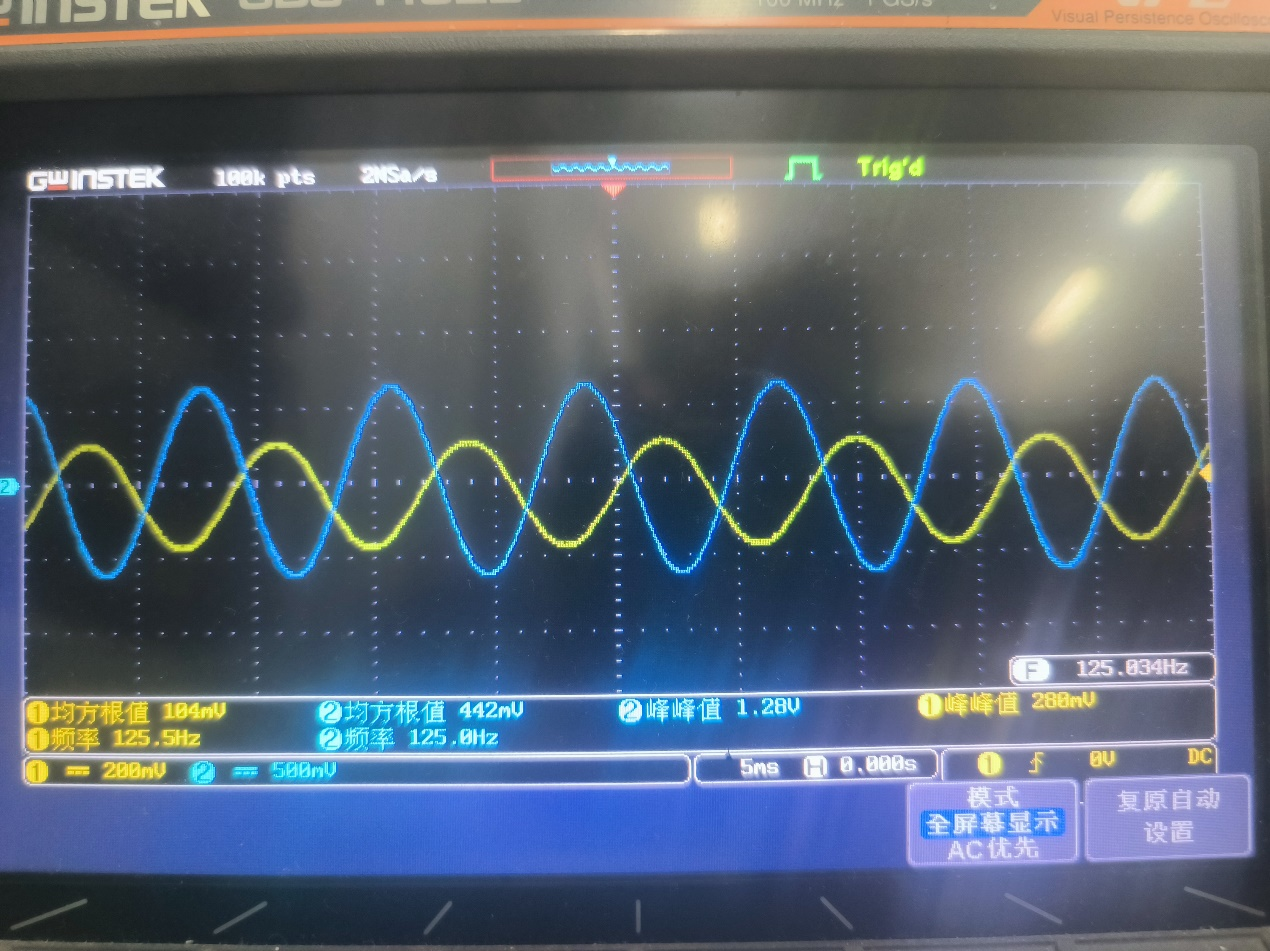 GWINSTEK 100k pts 2MSa/s Trig'd
Visual Persistence
2
F 125.034Hz
1 均方根值 104mV 2 均方根值 442mV 2 峰峰值 1.28V 1 峰峰值 280mV
1 频率 125.5Hz 2 频率 125.0Hz
1 200mV 2 500mV 5ms H 0.000s 1 0V DC
模式
全屏幕显示
AC优先
复原自动
设置